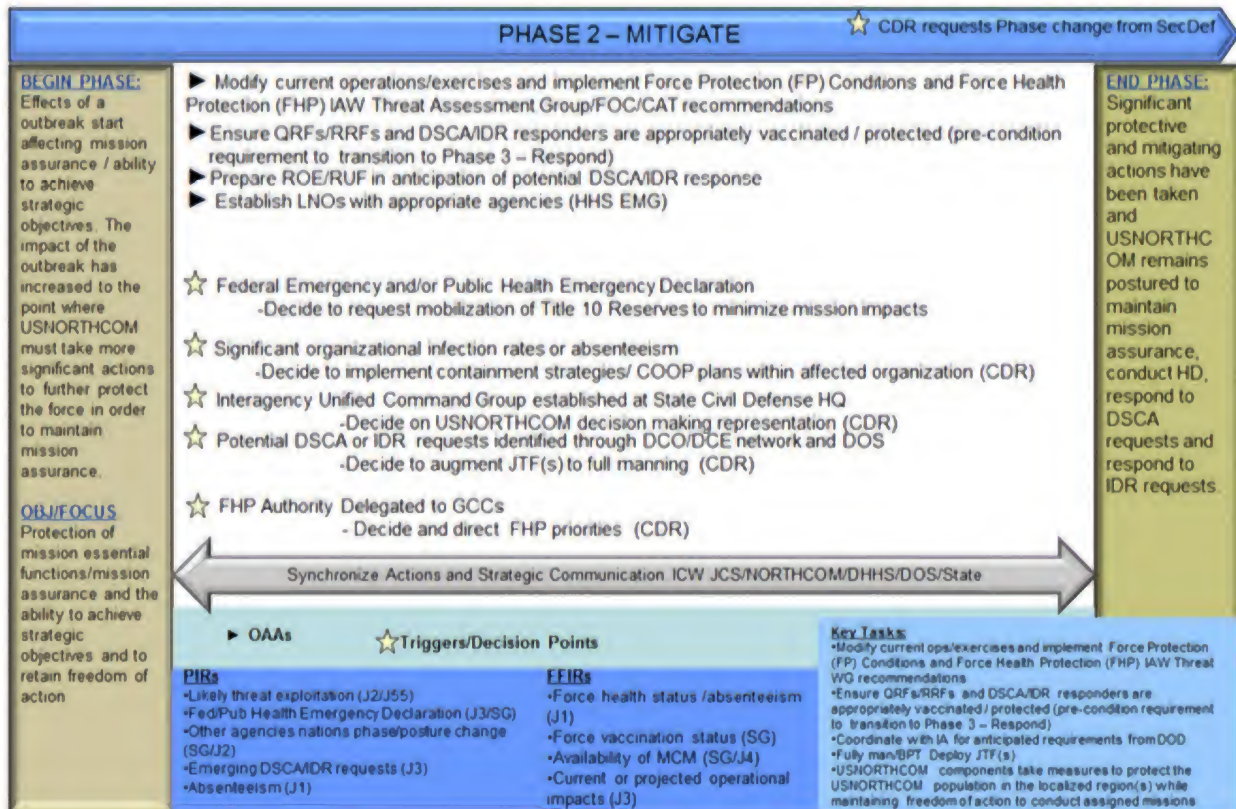 PHASE 2 – MITIGATE
CDR requests Phase change from SecDef
BEGIN PHASE:
Effects of a
outbreak start
affecting mission
assurance / ability
to achieve
strategic
objectives. The
impact of the
outbreak has
increased to the
point where
USNORTHCOM
must take more
significant actions
to further protect
the force in order
to maintain
mission
assurance.
OBJ/FOCUS
Protection of
mission essential
functions/mission
assurance and the
ability to achieve
strategic
objectives and to
retain freedom of
action
► Modify current operations/exercises and implement Force Protection (FP) Conditions and Force Health
Protection (FHP) IAW Threat Assessment Group/FOC/CAT recommendations
► Ensure QRFs/RRFs and DSCA/IDR responders are appropriately vaccinated / protected (pre-condition
requirement to transition to Phase 3 – Respond)
► Prepare ROE/RUF in anticipation of potential DSCA/IDR response
► Establish LNOs with appropriate agencies (HHS EMG)
Federal Emergency and/or Public Health Emergency Declaration
-Decide to request mobilization of Title 10 Reserves to minimize mission impacts
Significant organizational infection rates or absenteeism
-Decide to implement containment strategies/ COOP plans within affected organization (CDR)
Interagency Unified Command Group established at State Civil Defense HQ
-Decide on USNORTHCOM decision making representation (CDR)
Potential DSCA or IDR requests identified through DCO/DCE network and DOS
-Decide to augment JTF(s) to full manning (CDR)
FHP Authority Delegated to GCCs
- Decide and direct FHP priorities (CDR)
Synchronize Actions and Strategic Communication ICW JCS/NORTHCOM/DHHS/DOS/State
END PHASE:
Significant
protective
and mitigating
actions have
been taken
and
USNORTHC
OM remains
postured to
maintain
mission
assurance,
conduct HD,
respond to
DSCA
requests and
respond to
IDR requests.
► OAAs
Triggers/Decision Points
PIRs
•Likely threat exploitation (J2/J55)
•Fed/Pub Health Emergency Declaration (J3/SG)
•Other agencies nations phase/posture change
(SG/J2)
•Emerging DSCA/IDR requests (J3)
•Absenteeism (J1)
FFIRs
•Force health status /absenteeism
(J1)
•Force vaccination status (SG)
•Availability of MCM (SG/J4)
•Current or projected operational
impacts (J3)
Key Tasks:
•Modify current ops/exercises and implement Force Protection
(FP) Conditions and Force Health Protection (FHP) IAW Threat
WG recommendations
•Ensure QRFs/RRFs and DSCA/IDR responders are
appropriately vaccinated / protected (pre-condition requirement
to transition to Phase 3 – Respond)
•Coordinate with IA for anticipated requirements from DOD
•Fully man/BPT Deploy JTF(s)
•USNORTHCOM components take measures to protect the
USNORTHCOM population in the localized region(s) while
maintaining freedom of action to conduct assigned missions